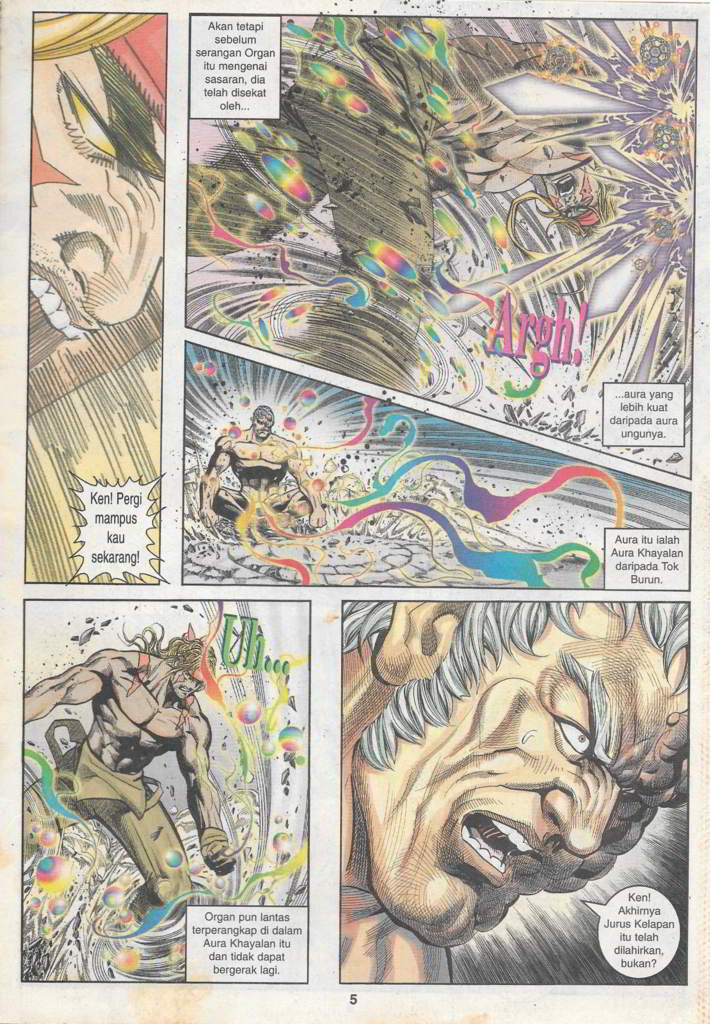 Ken! Pergi
mampus
kau
sekarang!
Akan tetapi
sebelum
serangan Organ
itu mengenai
sasaran, dia
telah disekat
oleh...
Argh!
...aura yang
lebih kuat
daripada aura
ungunya.
Aura itu ialah
Aura Khayalan
daripada Tok
Burun.
Uh...
Organ pun lantas
terperangkap di dalam
Aura Khayalan itu
dan tidak dapat
bergerak lagi.
Ken!
Akhirnya
Jurus Kelapan
itu telah
dilahirkan,
bukan?
5